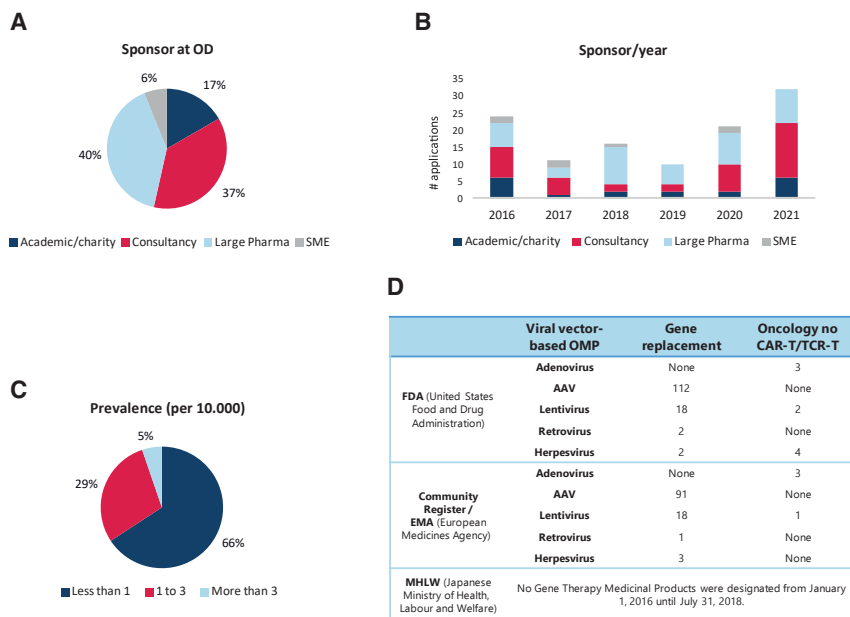 A
Sponsor at OD
6%
17%
40%
37%
Academic/charity Consultancy Large Pharma SME
B
Sponsor/year
# applications
35
30
25
20
15
10
5
0
2016 2017 2018 2019 2020 2021
Academic/charity Consultancy Large Pharma SME
C
Prevalence (per 10.000)
5%
29%
66%
Less than 1 1 to 3 More than 3
D
Viral vector-
based OMP
Gene
replacement
Oncology no
CAR-T/TCR-T
FDA (United States
Food and Drug
Administration)
Adenovirus None 3
AAV 112 None
Lentivirus 18 2
Retrovirus 2 None
Herpesvirus 2 4
Community
Register /
EMA (European
Medicines Agency)
Adenovirus None 3
AAV 91 None
Lentivirus 18 1
Retrovirus 1 None
Herpesvirus 3 None
MHLW (Japanese
Ministry of Health,
Labour and Welfare)
No Gene Therapy Medicinal Products were designated from January
1, 2016 until July 31, 2018.